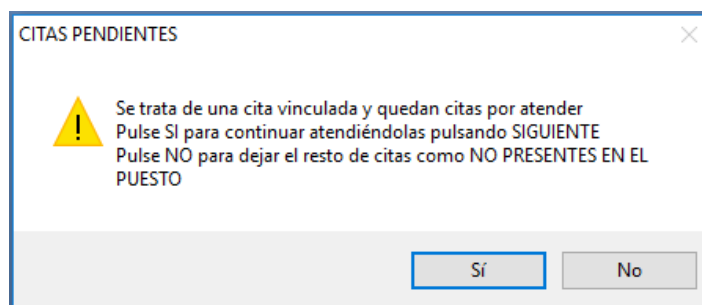 CITAS PENDIENTES
Se trata de una cita vinculada y quedan citas por atender
Pulse SI para continuar atendiéndolas pulsando SIGUIENTE
Pulse NO para dejar el resto de citas como NO PRESENTES EN EL
PUESTO
Sí
No